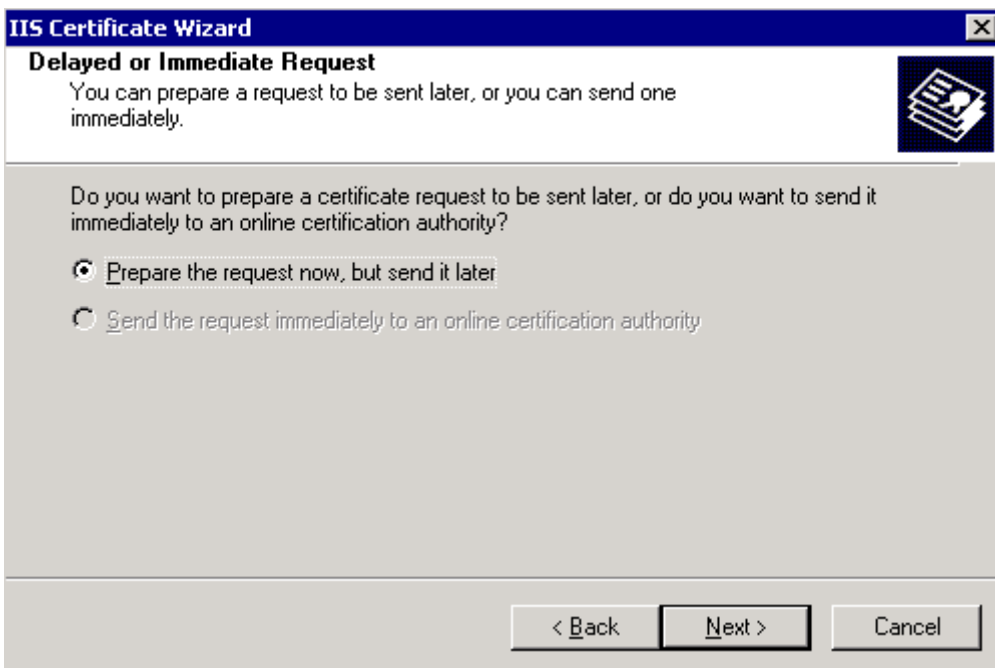 IIS Certificate Wizard
Delayed or Immediate Request
You can prepare a request to be sent later, or you can send one
immediately.
Do you want to prepare a certificate request to be sent later, or do you want to send it
immediately to an online certification authority?
Prepare the request now, but send it later
Send the request immediately to an online certification authority
< Back
Next >
Cancel